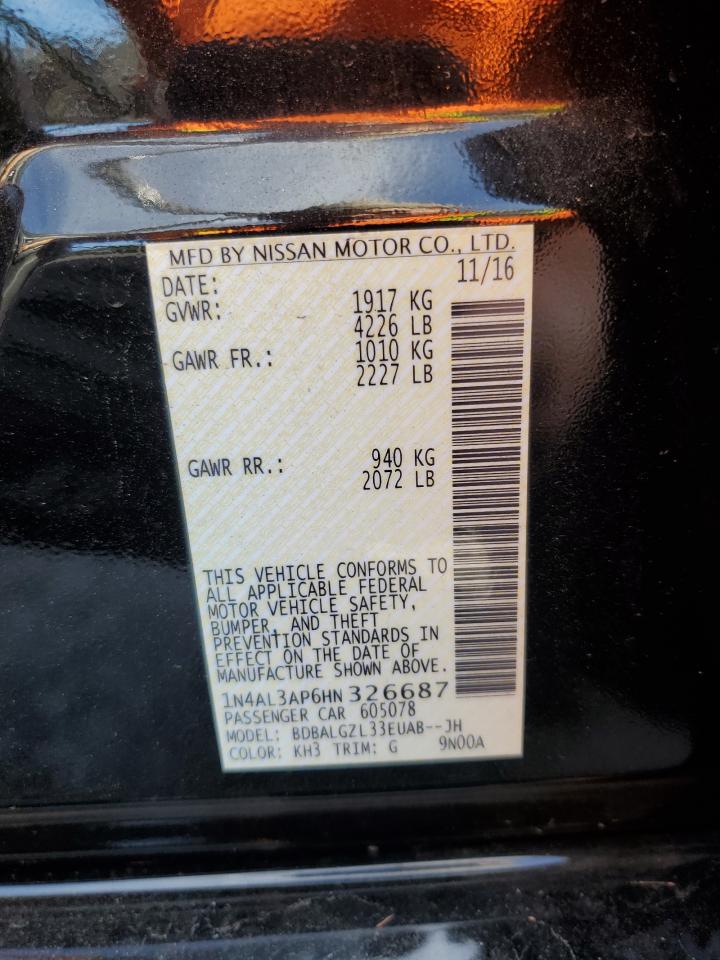 MFD BY NISSAN MOTOR CO., LTD.
DATE: 11/16
GVWR: 1917 KG
4226 LB
GAWR FR.: 1010 KG
2227 LB
GAWR RR.: 940 KG
2072 LB
THIS VEHICLE CONFORMS TO
ALL APPLICABLE FEDERAL
MOTOR VEHICLE SAFETY,
BUMPER, AND THEFT
PREVENTION STANDARDS IN
EFFECT ON THE DATE OF
MANUFACTURE SHOWN ABOVE.
1N4AL3AP6HN 326687
PASSENGER CAR 605078
MODEL: BDBALGZL33EUAB--JH
COLOR: KH3 TRIM: G 9N00A